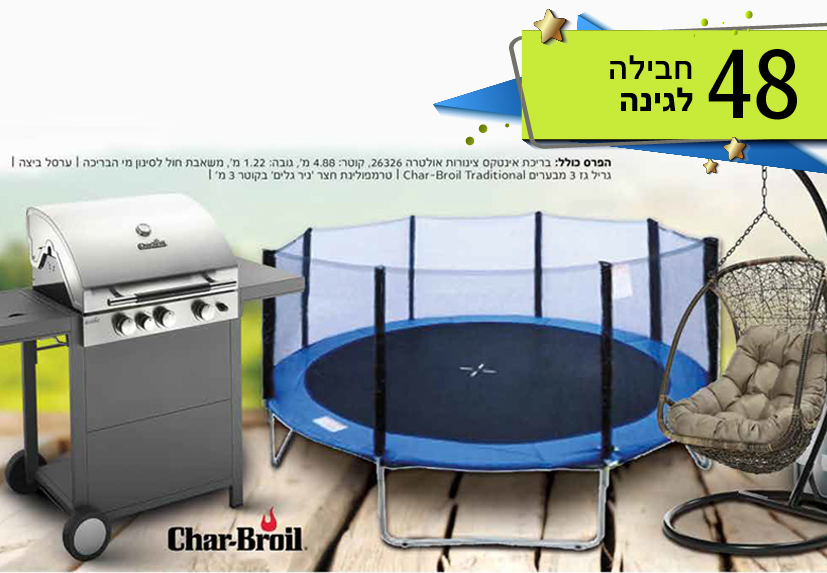 48
חבילה
לגינה
הפרס כולל: בריכת אינטקס צינורות אולטרה 26326, קוטר: 4.88 מ', גובה: 1.22 מ', משאבת חול לסינון מי הבריכה | ערסל ביצה |
גריל גז 3 מבערים Char-Broil Traditional | טרמפולינת חצר 'ניר גלים' בקוטר 3 מ' |
Char-Broil
Char-Broil